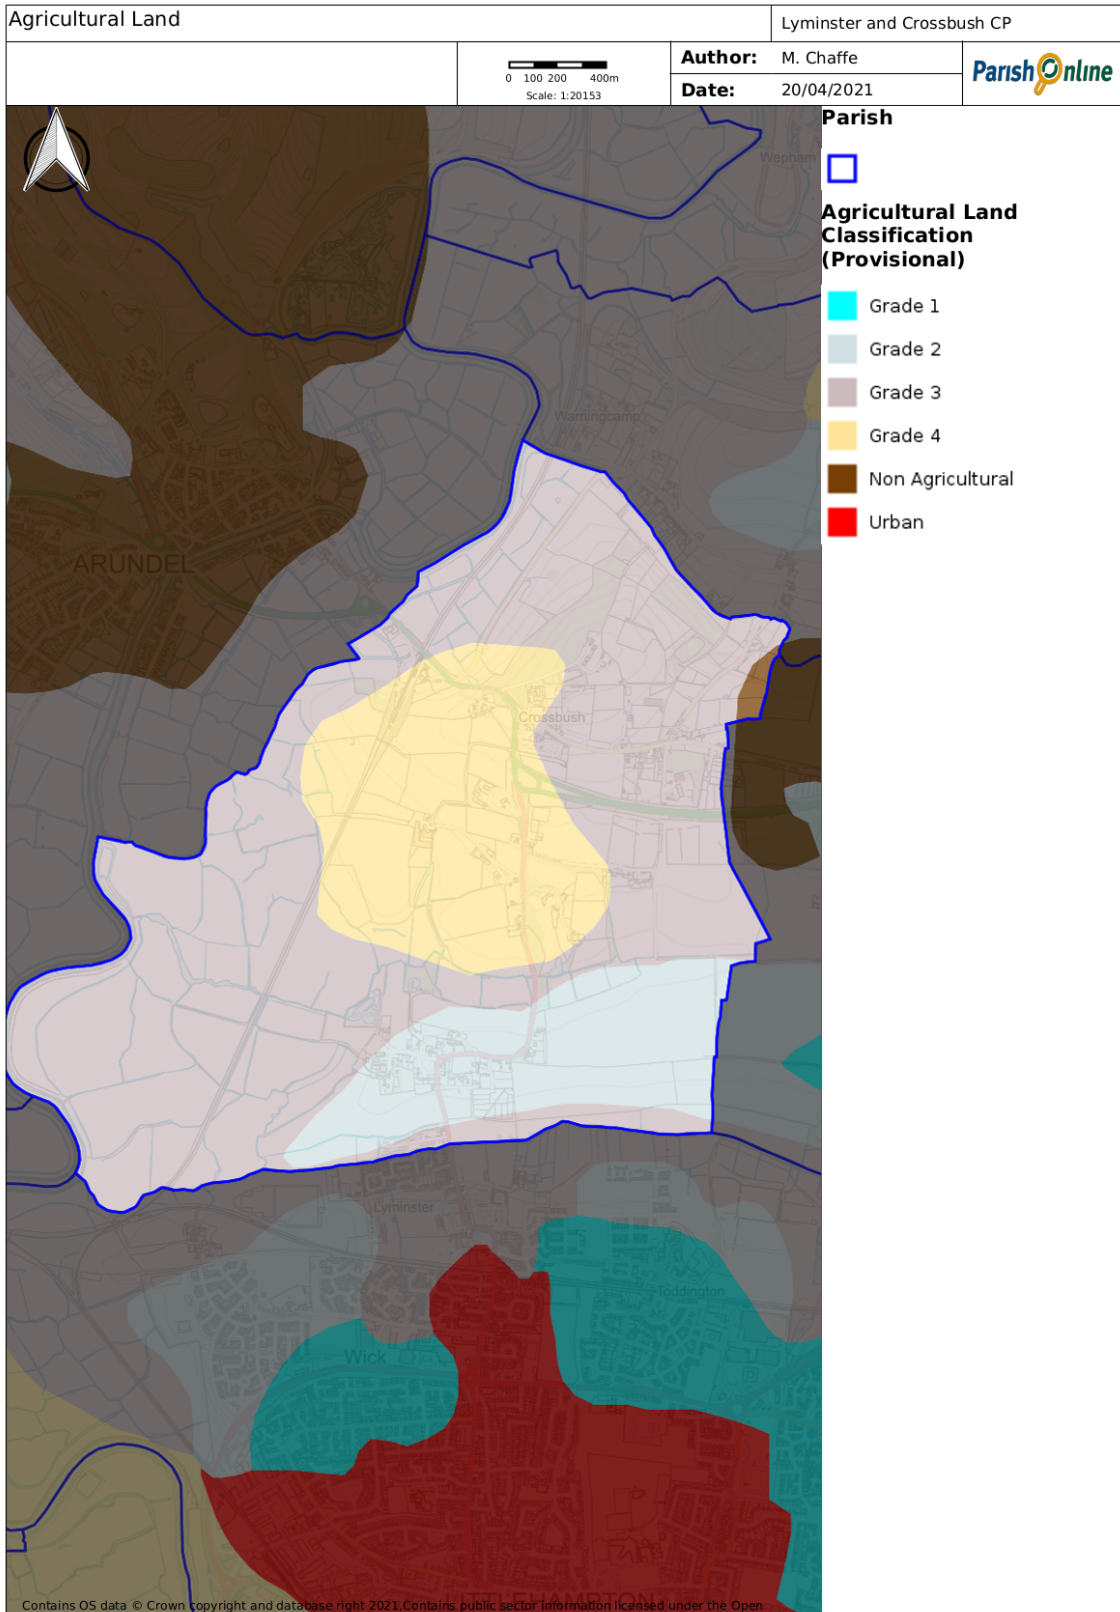 Agricultural Land
Lyminster and Crossbush CP
0 100 200 400m
Scale: 1:20153
Author: M. Chaffe
Date: 20/04/2021
Parish Online
Parish
Agricultural Land
Classification
(Provisional)
Grade 1
Grade 2
Grade 3
Grade 4
Non Agricultural
Urban
Wepham
Warningcamp
ARUNDEL
Crossbush
Lyminster
Toddington
Wick
LITTLEHAMPTON
Contains OS data © Crown copyright and database right 2021,Contains public sector information licensed under the Open